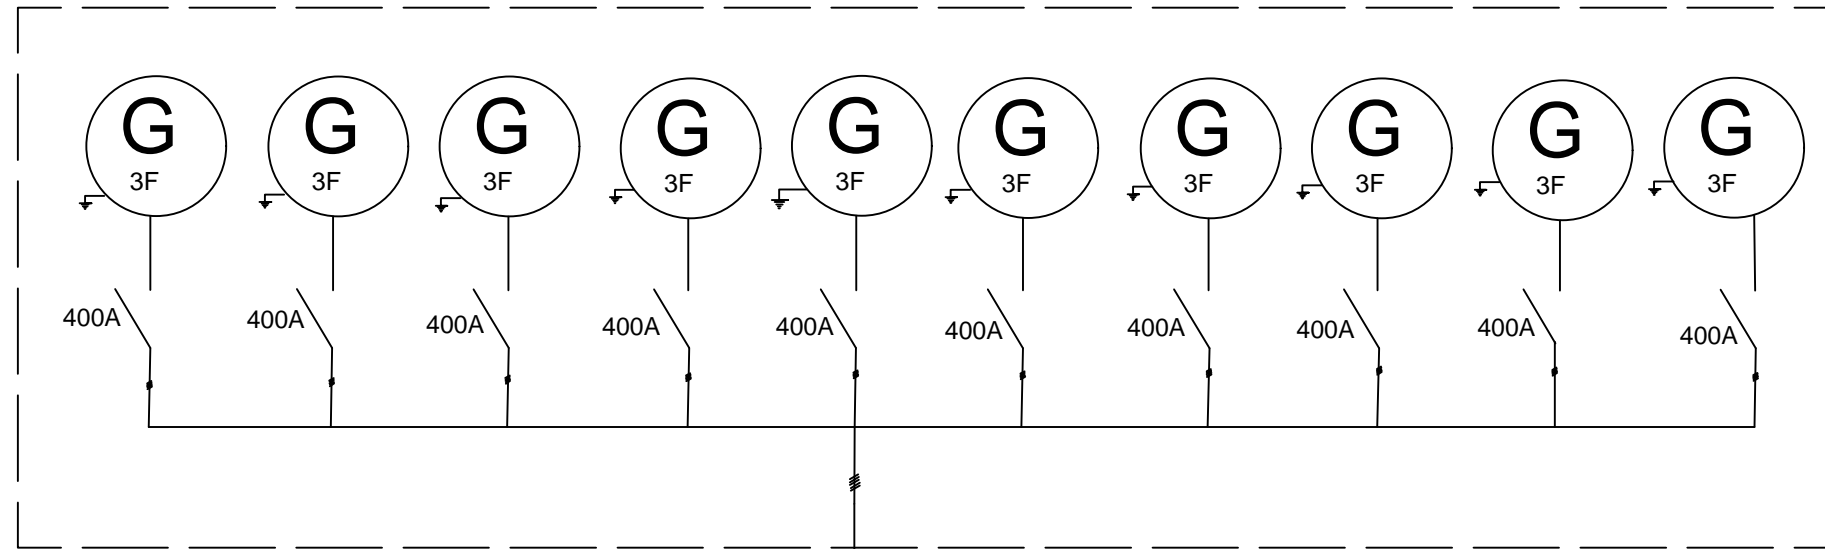 G G G G G G G G G G
3F 3F 3F 3F 3F 3F 3F 3F 3F 3F
400A 400A 400A 400A 400A 400A 400A 400A 400A 400A